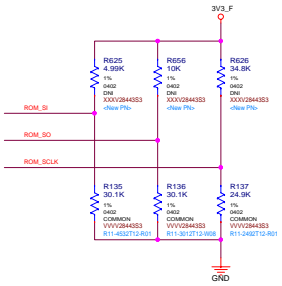 3V3_F
R625
4.99K
1%
0402
DNI
XXXV28443S3
<New PN>
R656
10K
1%
0402
DNI
XXXV28443S3
<New PN>
R626
34.8K
1%
0402
DNI
XXXV28443S3
<New PN>
ROM_SI
ROM_SO
ROM_SCLK
R135
30.1K
1%
0402
COMMON
VVVV28443S3
R11-4532T12-R01
R136
30.1K
1%
0402
COMMON
VVVV28443S3
R11-3012T12-W08
R137
24.9K
1%
0402
COMMON
VVVV28443S3
R11-2492T12-R01
GND